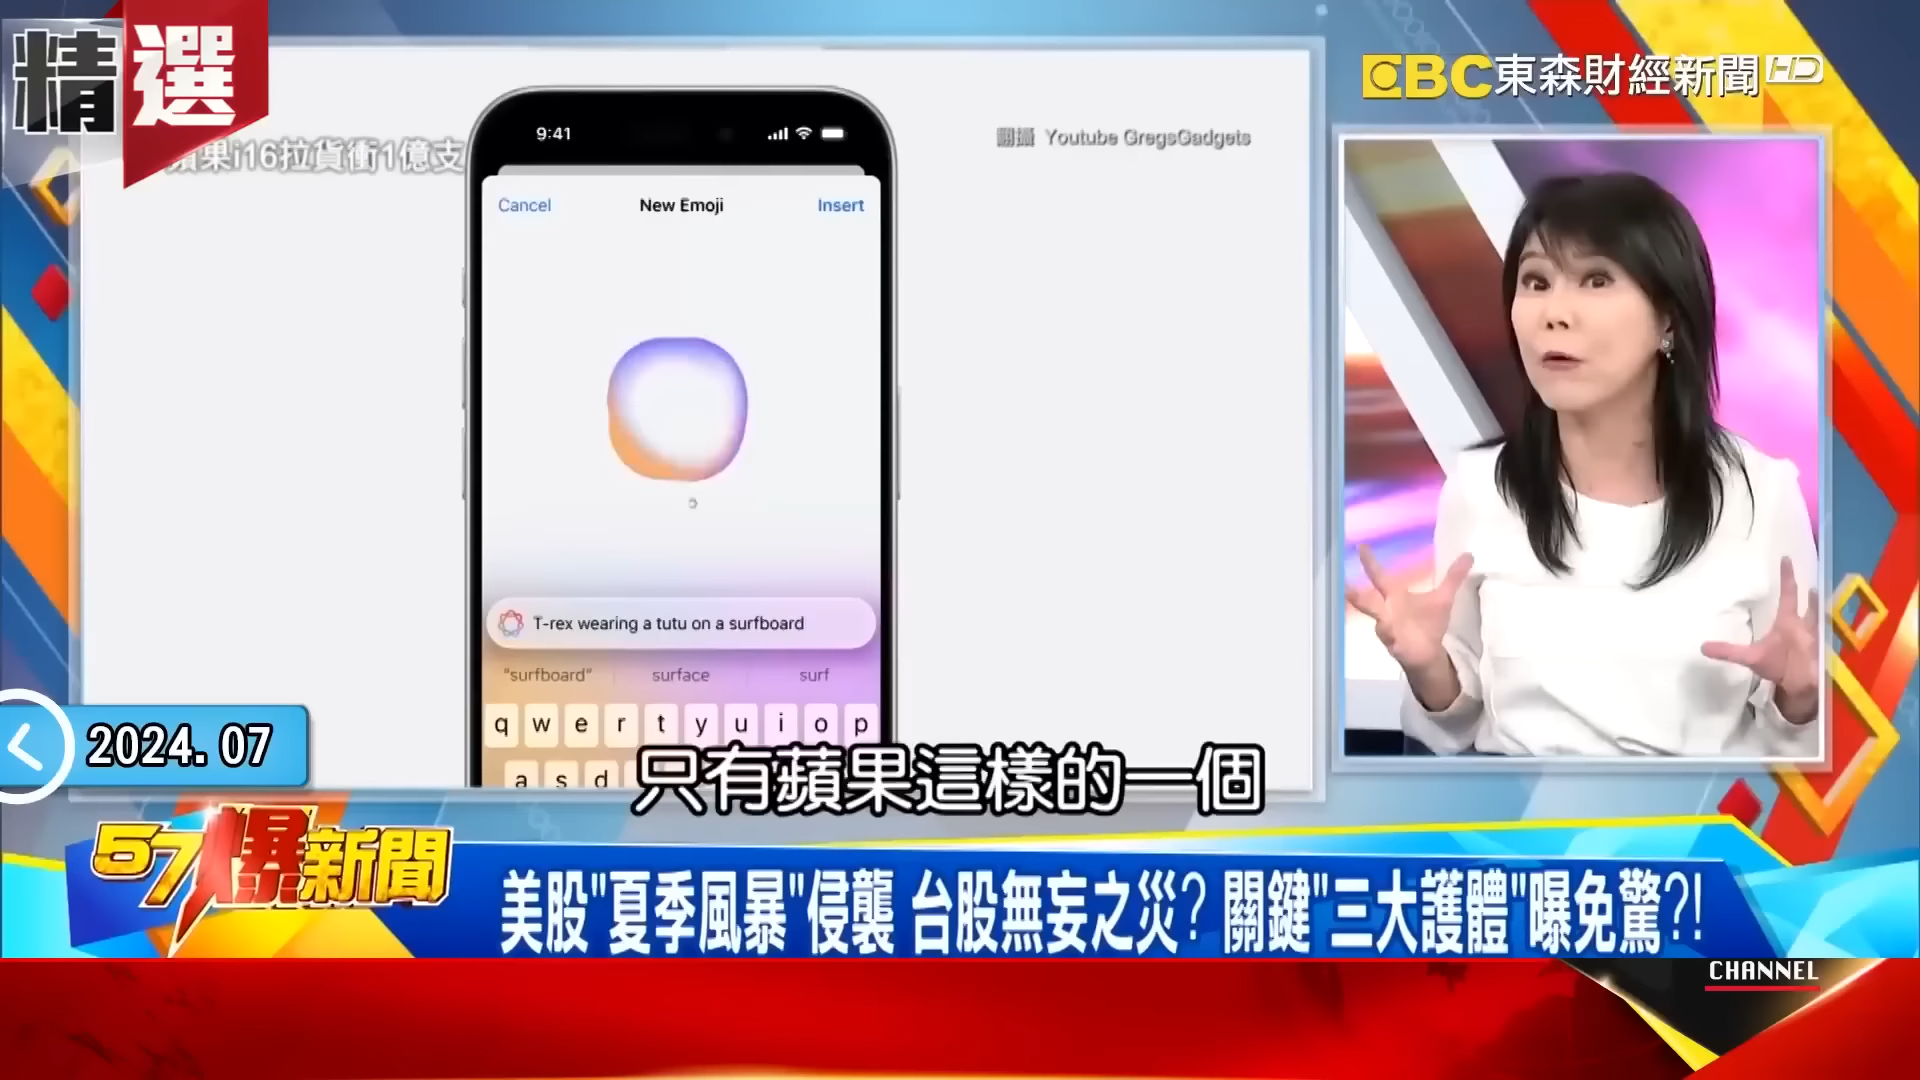 精選
EBC東森財經新聞HD
蘋果i16拉貨衝1億支
翻攝 Youtube GregsGadgets
9:41
Cancel New Emoji Insert
T-rex wearing a tutu on a surfboard
"surfboard" surface surf
q w e r t y u i o p
a s d
2024.07
只有蘋果這樣的一個
57爆新聞
美股"夏季風暴"侵襲 台股無妄之災? 關鍵"三大護體"曝免驚?!
CHANNEL